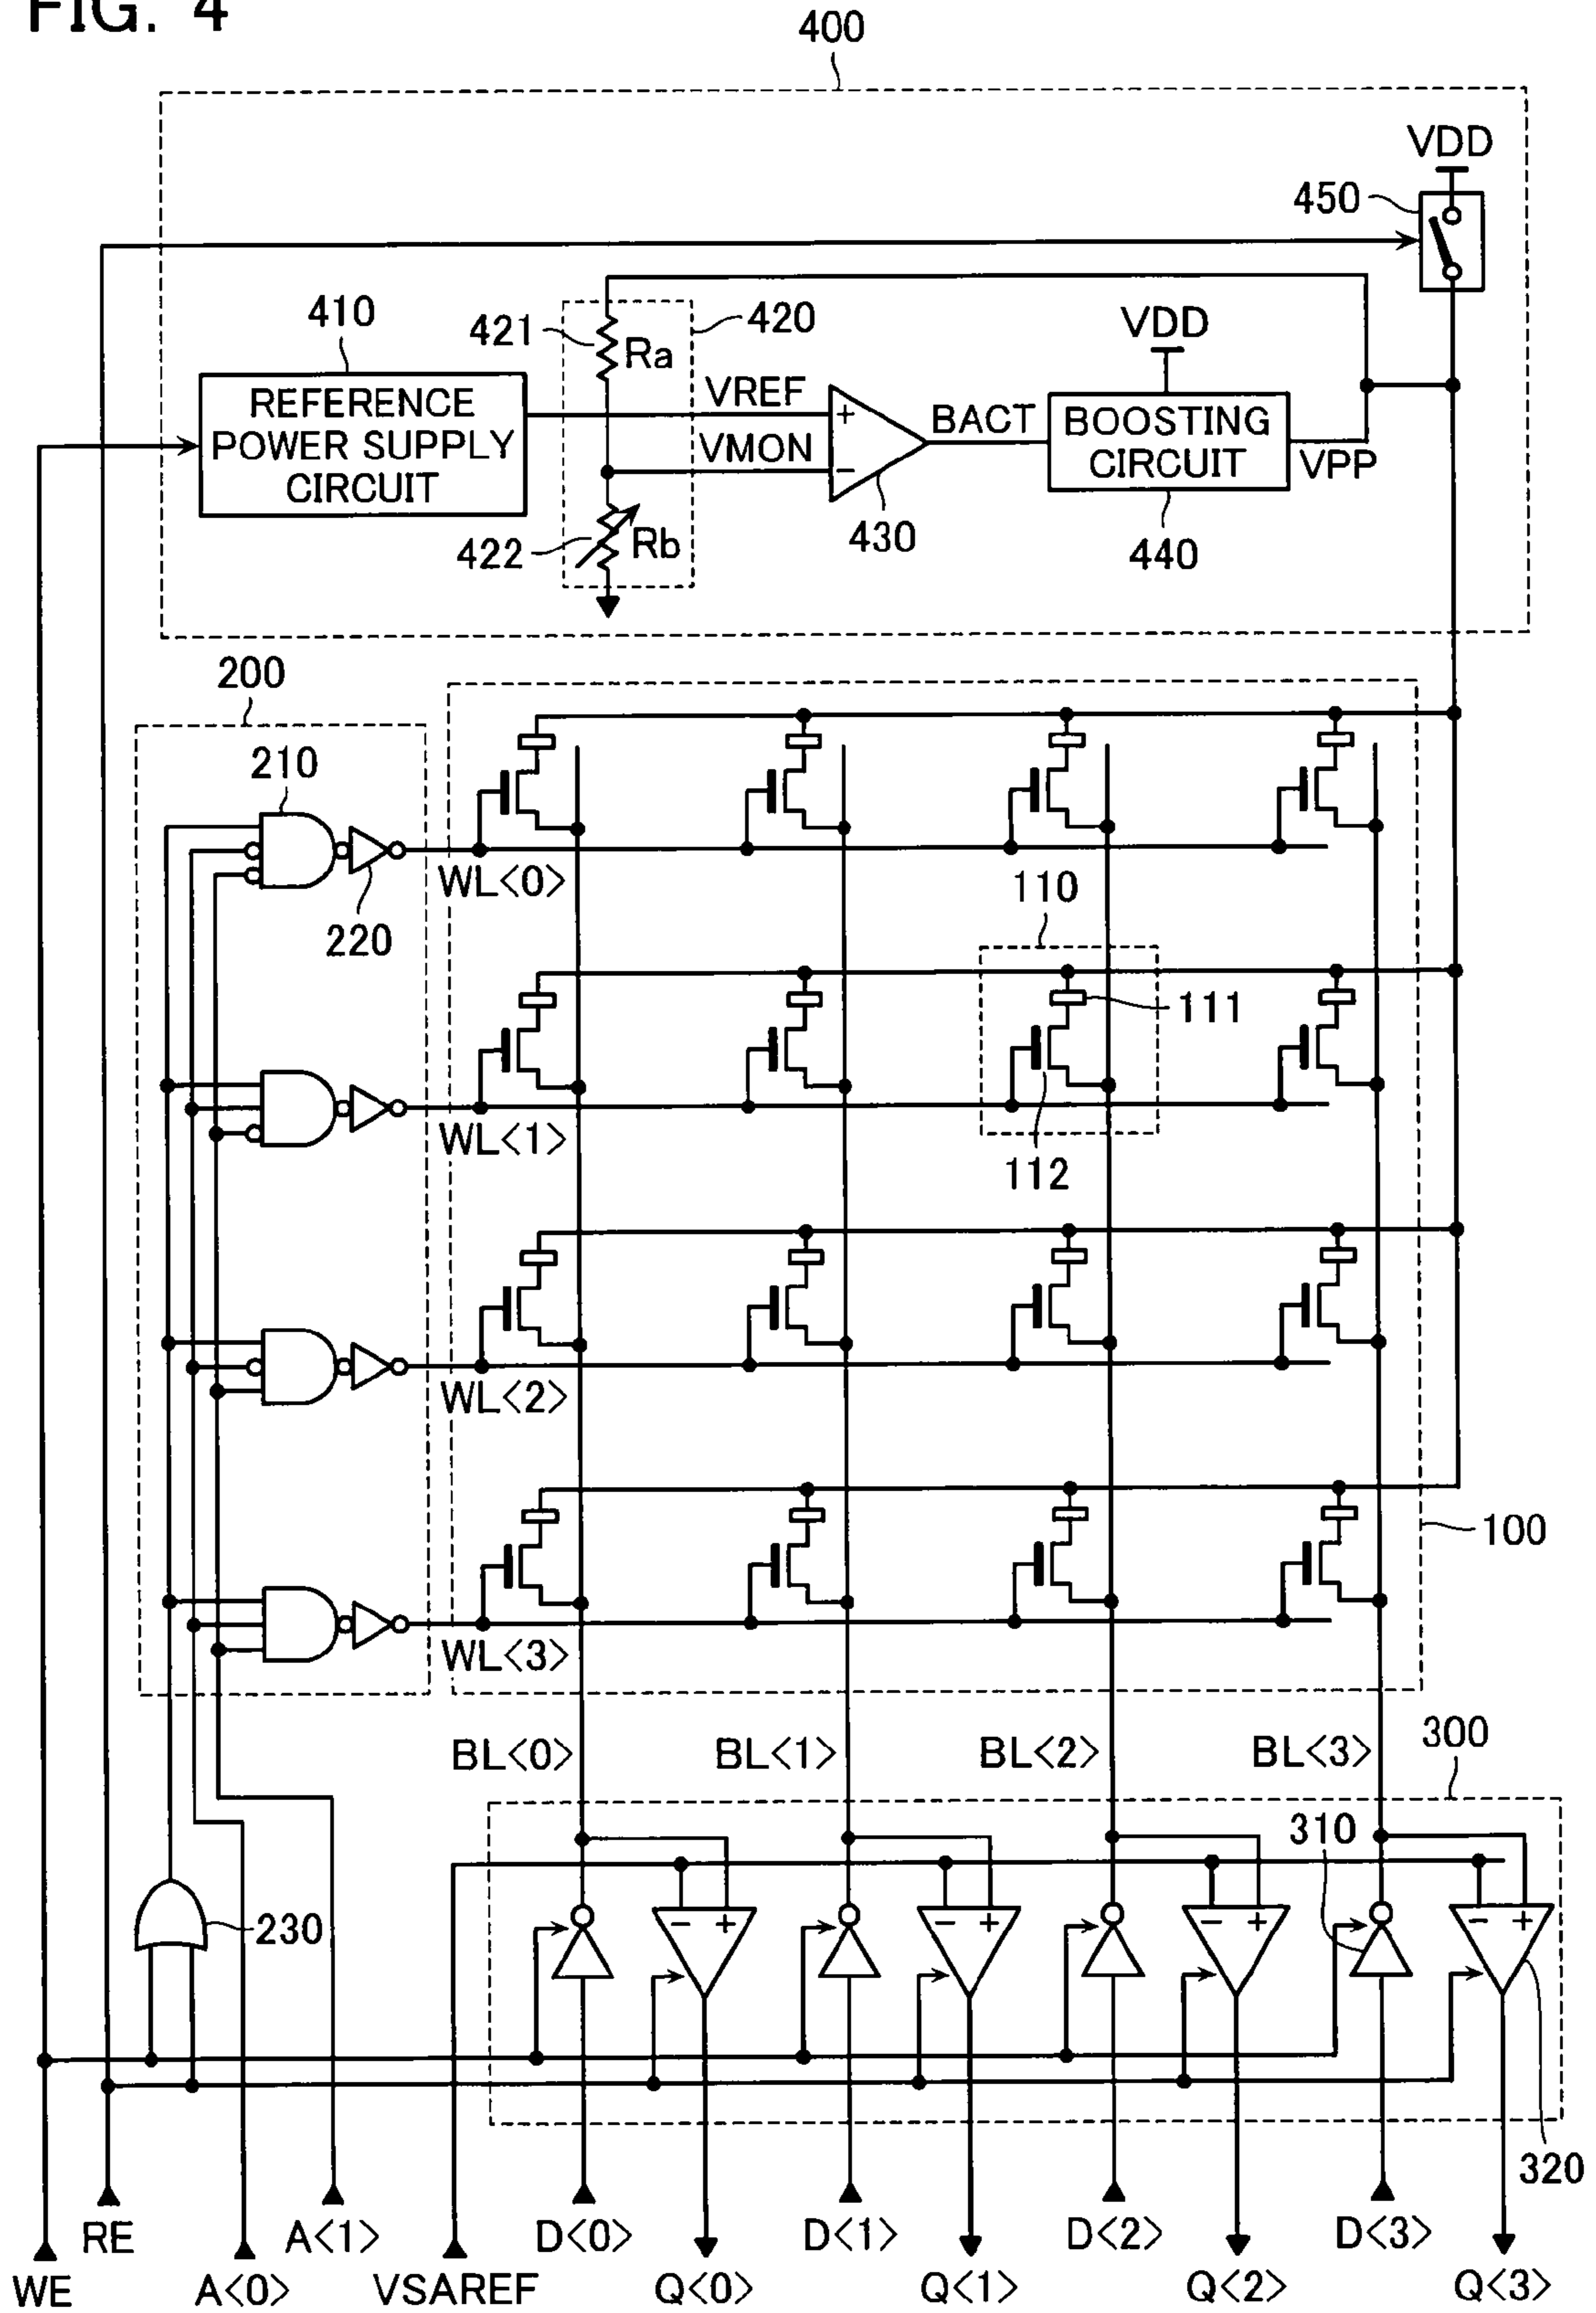 FIG. 4
400
VDD
450
410
421
420
Ra
VDD
REFERENCE
POWER SUPPLY
CIRCUIT
VREF
+
BACT
BOOSTING
CIRCUIT
VMON
−
VPP
422
Rb
430
440
200
210
WL<0>
220
110
111
WL<1>
112
WL<2>
100
WL<3>
BL<0>
BL<1>
BL<2>
BL<3>
300
310
230
− +
− +
− +
− +
320
RE
A<1>
D<0>
D<1>
D<2>
D<3>
WE
A<0>
VSAREF
Q<0>
Q<1>
Q<2>
Q<3>